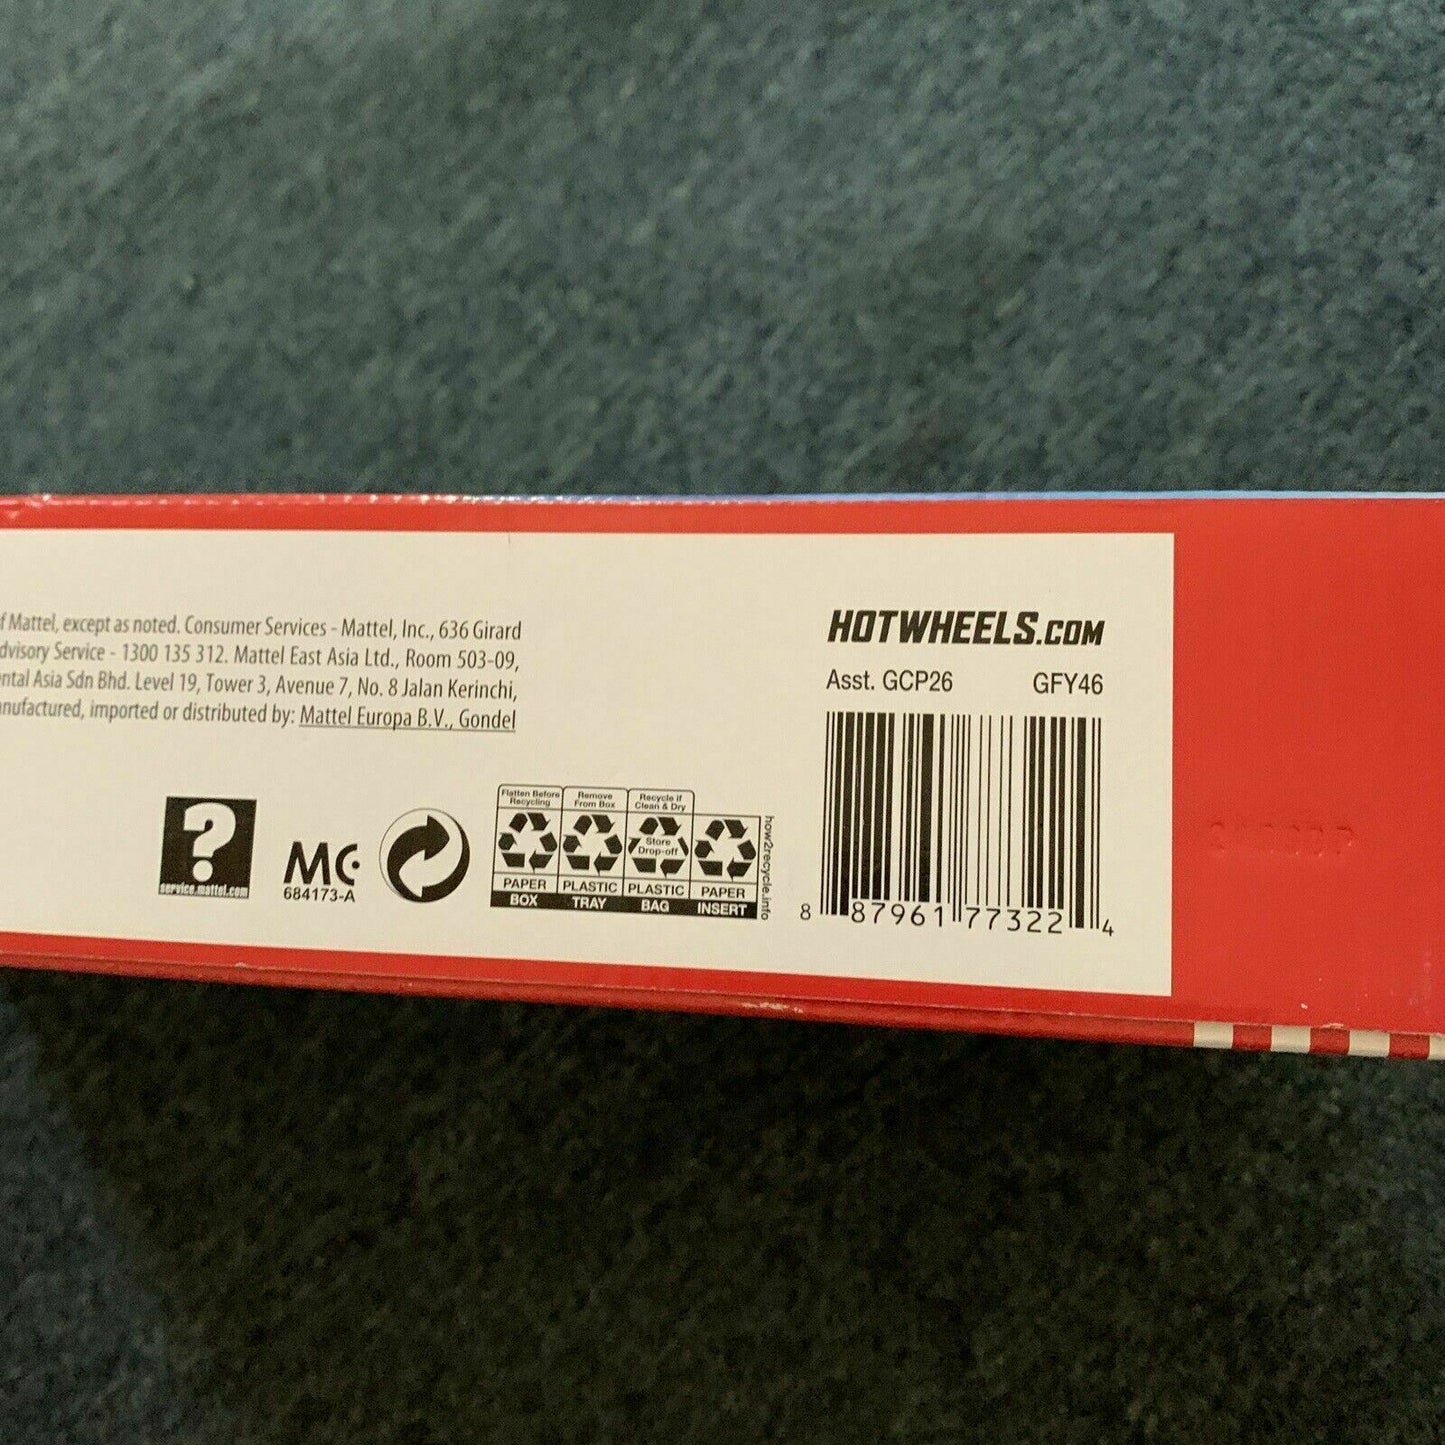 f Mattel, except as noted. Consumer Services - Mattel, Inc., 636 Girard
dvisory Service - 1300 135 312. Mattel East Asia Ltd., Room 503-09,
ntal Asia Sdn Bhd. Level 19, Tower 3, Avenue 7, No. 8 Jalan Kerinchi,
nufactured, imported or distributed by: Mattel Europa B.V., Gondel
HOTWHEELS.COM
Asst. GCP26 GFY46
?
service.mattel.com
MC
684173-A
Flatten Before Recycling
Remove From Box
Recycle if Clean & Dry
Store Drop-off
PAPER PLASTIC PLASTIC PAPER
BOX TRAY BAG INSERT
how2recycle.info
8 87961 77322 4